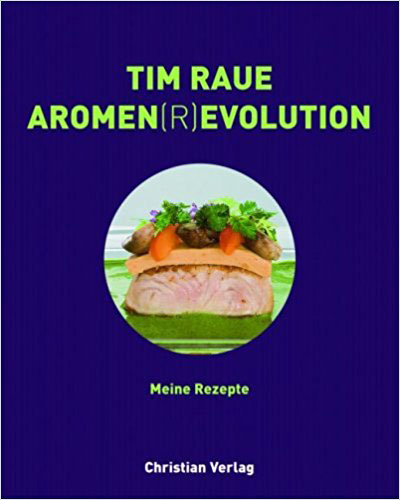 TIM RAUE
AROMEN(R)EVOLUTION
Meine Rezepte
Christian Verlag